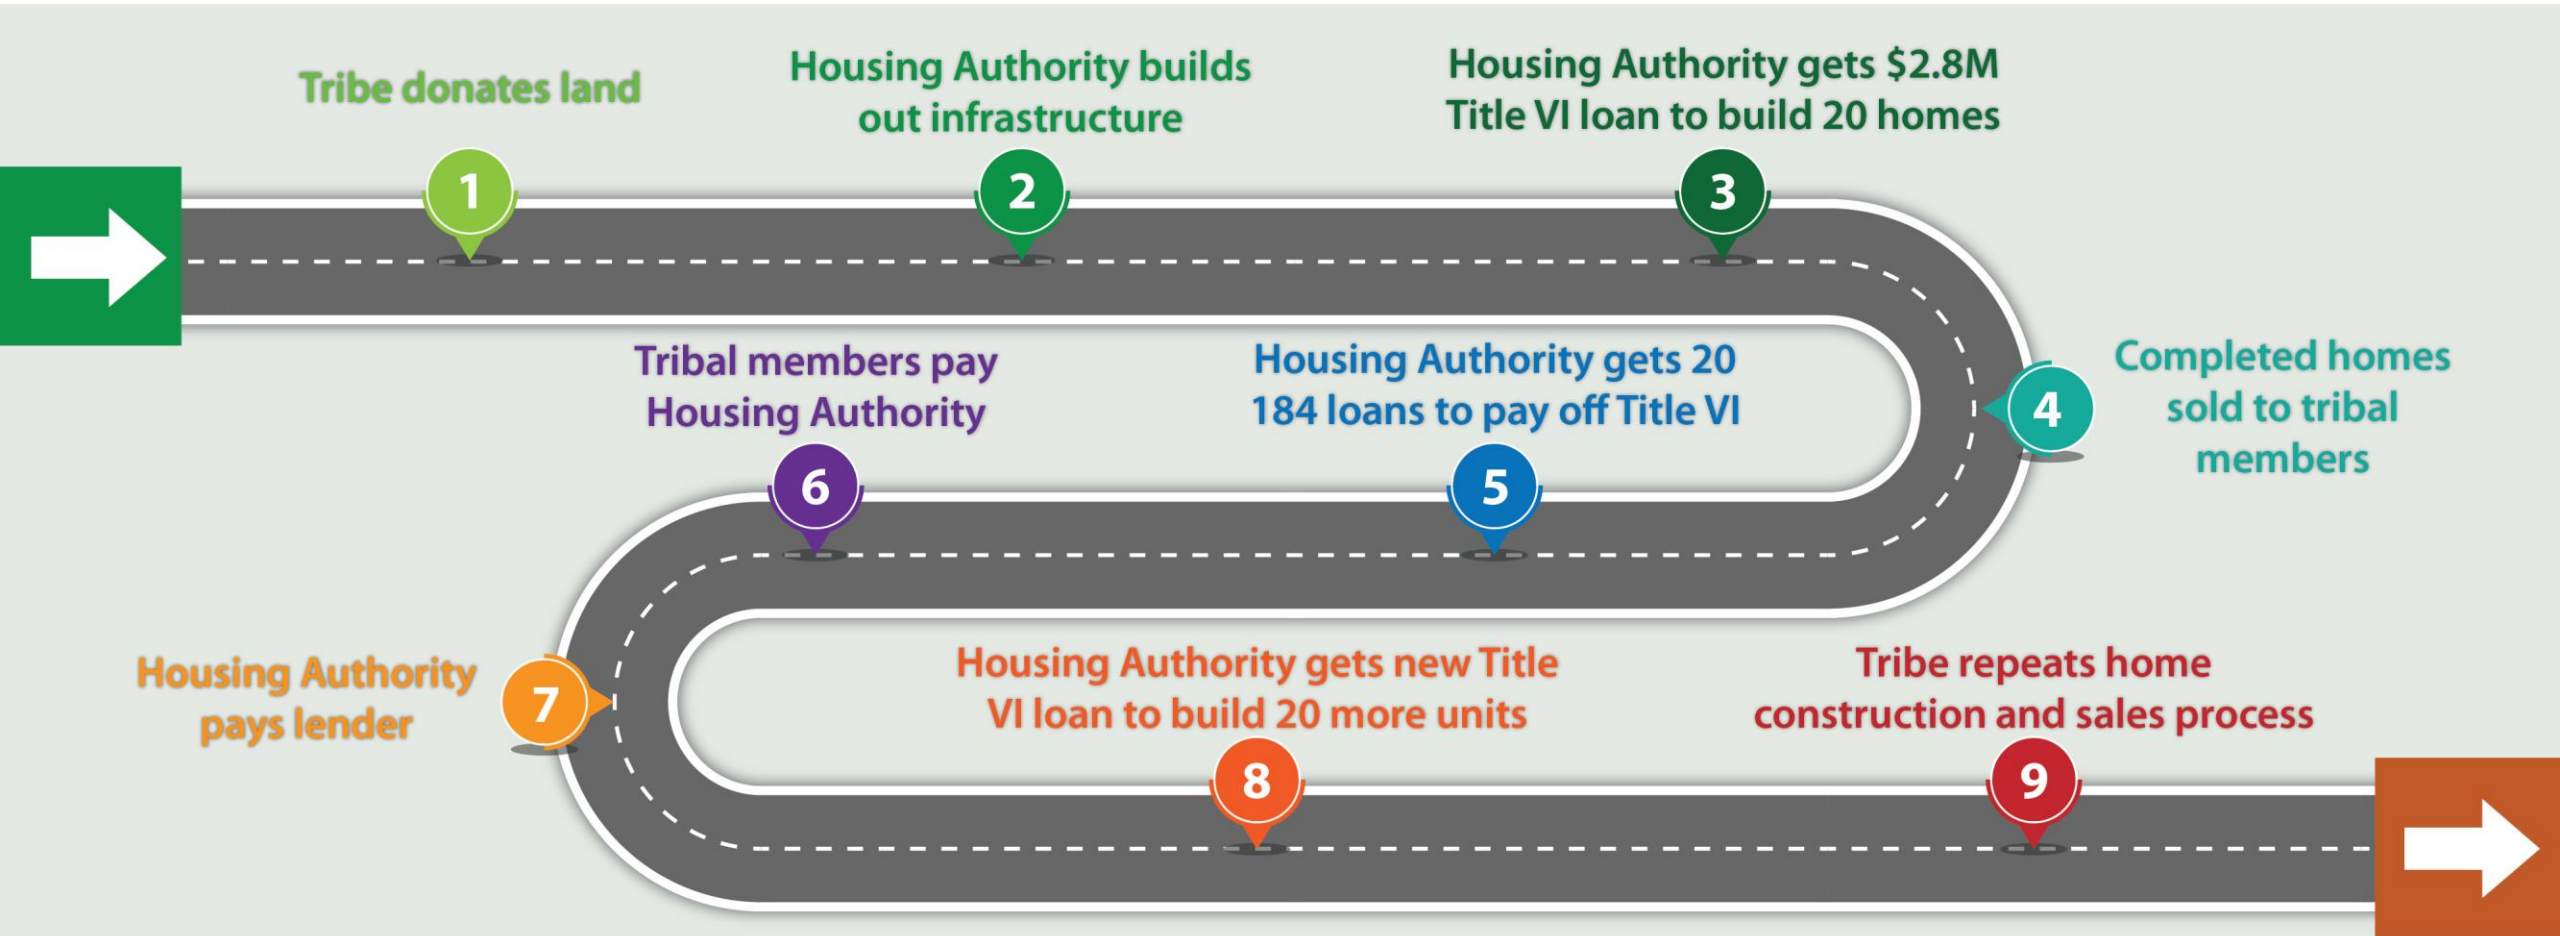 Tribe donates land
1
Housing Authority builds
out infrastructure
2
Housing Authority gets $2.8M
Title VI loan to build 20 homes
3
Completed homes
sold to tribal
members
4
Housing Authority gets 20
184 loans to pay off Title VI
5
Tribal members pay
Housing Authority
6
Housing Authority
pays lender
7
Housing Authority gets new Title
VI loan to build 20 more units
8
Tribe repeats home
construction and sales process
9